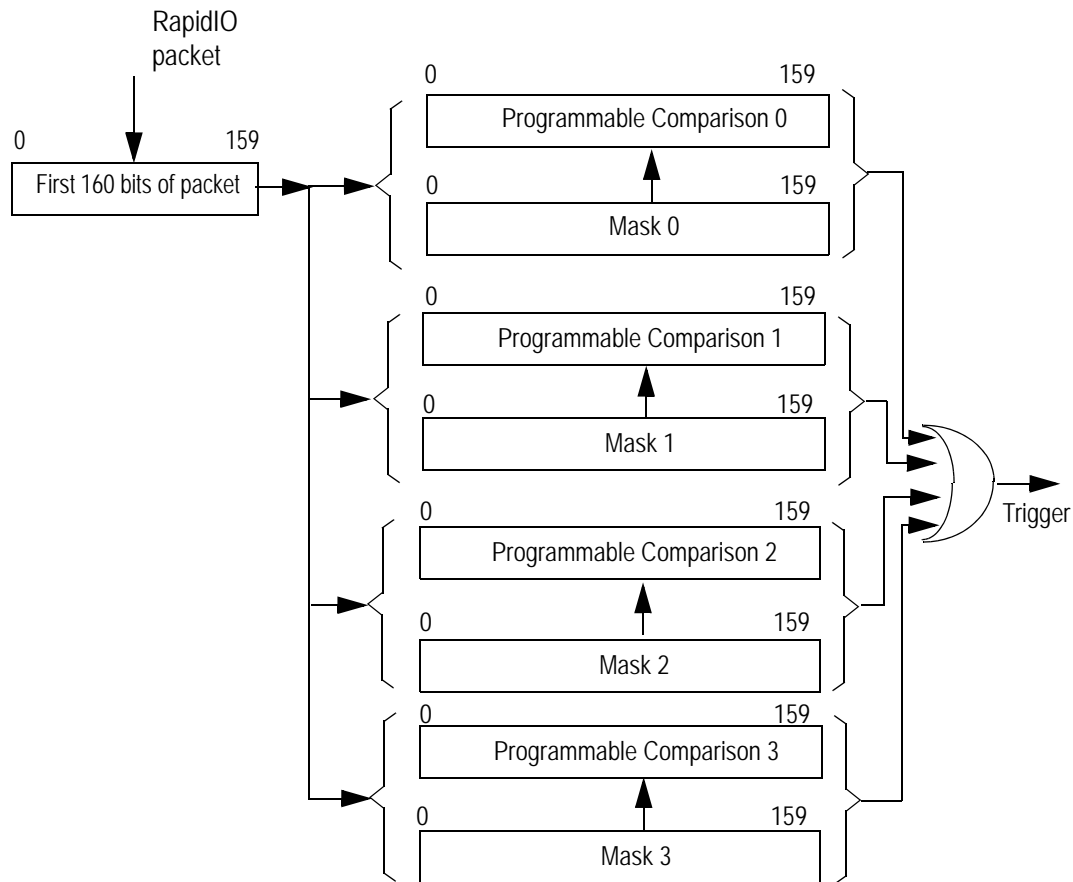 RapidIO
packet
0 159
First 160 bits of packet
0 159
Programmable Comparison 0
0 159
Mask 0
0 159
Programmable Comparison 1
0 159
Mask 1
0 159
Programmable Comparison 2
0 159
Mask 2
0 159
Programmable Comparison 3
0 159
Mask 3
Trigger